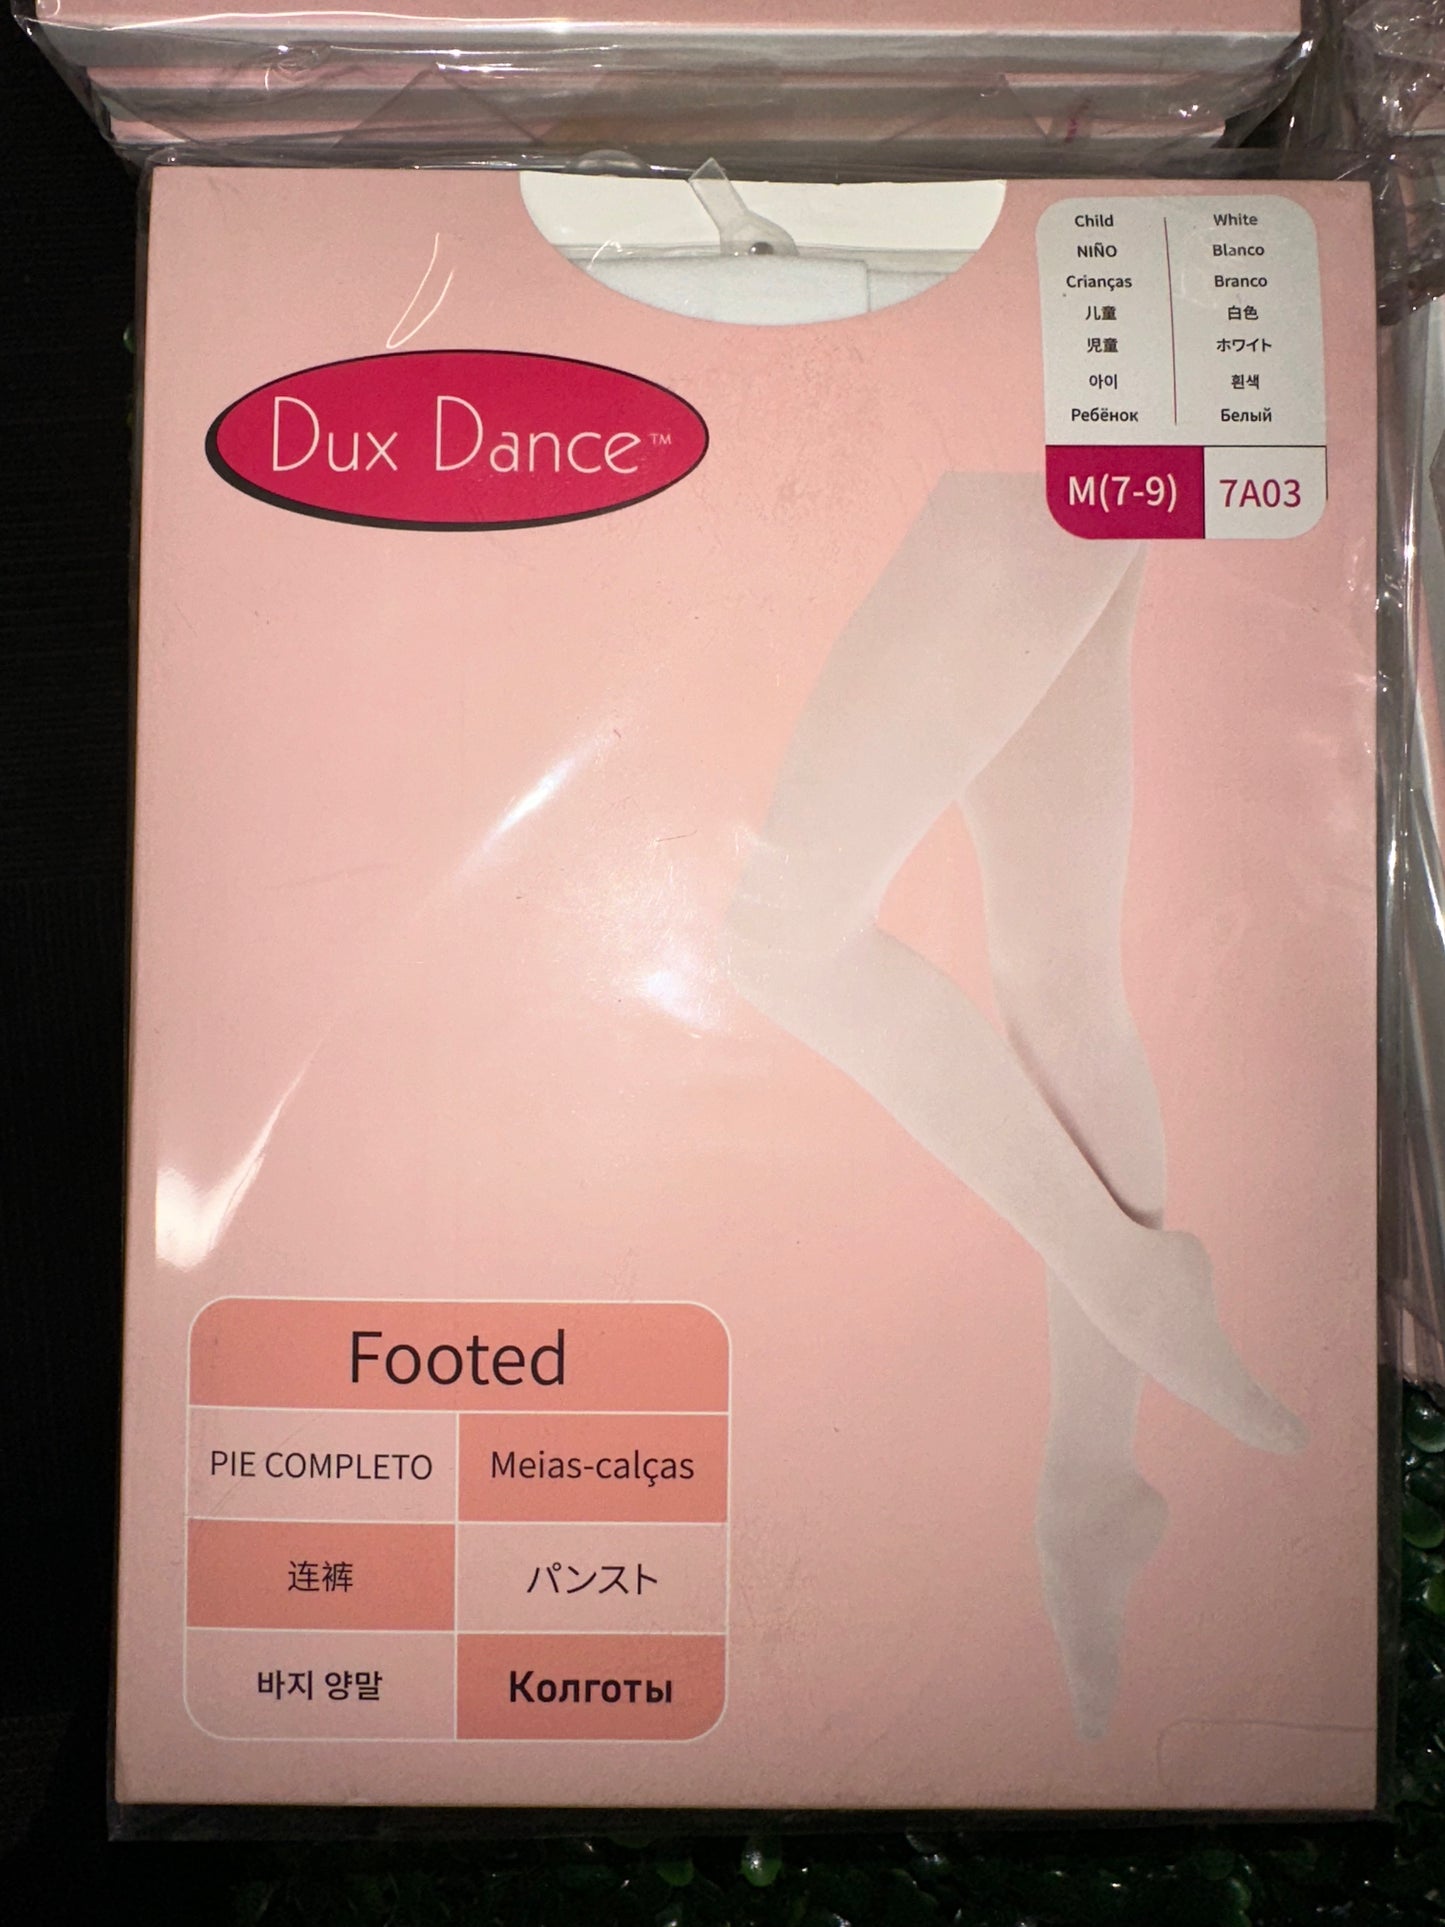 Child
White
NIÑO
Blanco
Crianças
Branco
儿童
白色
児童
ホワイト
아이
흰색
Ребёнок
Белый
M(7-9)
7A03
Dux Dance™
Footed
PIE COMPLETO
Meias-calças
连裤
パンスト
바지 양말
Колготы